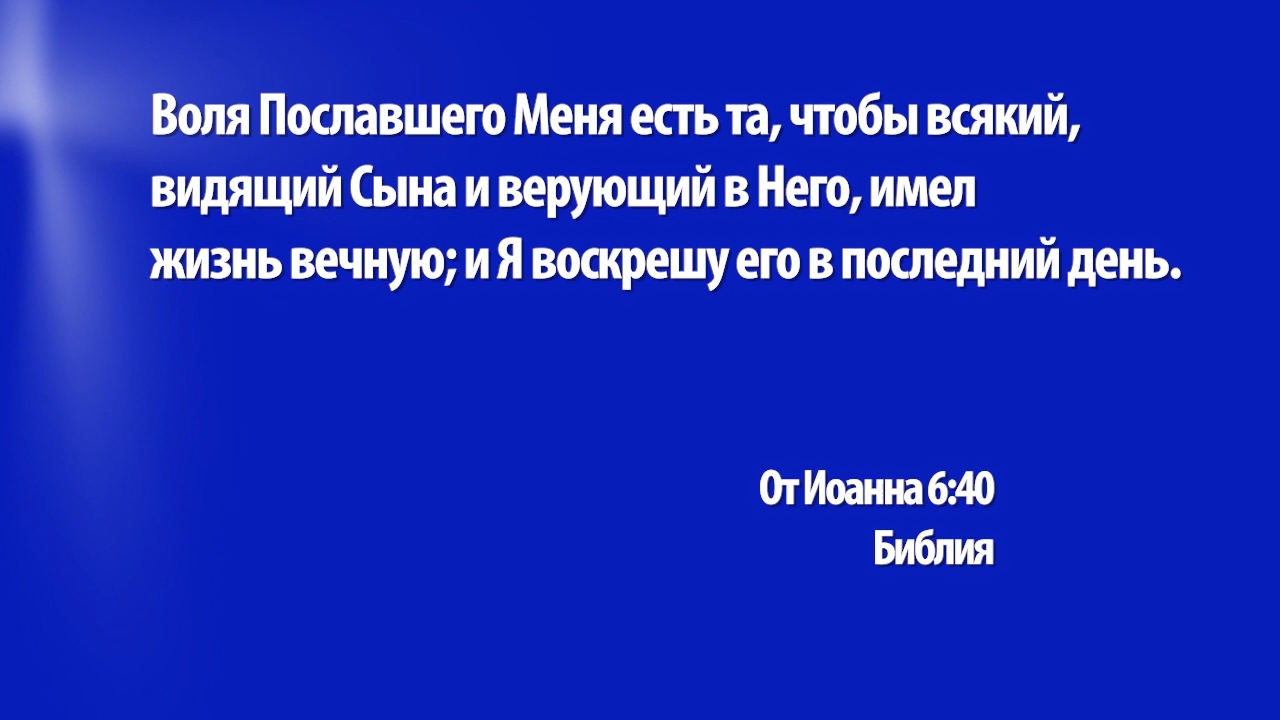 Воля Пославшего Меня есть та, чтобы всякий,
видящий Сына и верующий в Него, имел
жизнь вечную; и Я воскрешу его в последний день.
От Иоанна 6:40
Библия